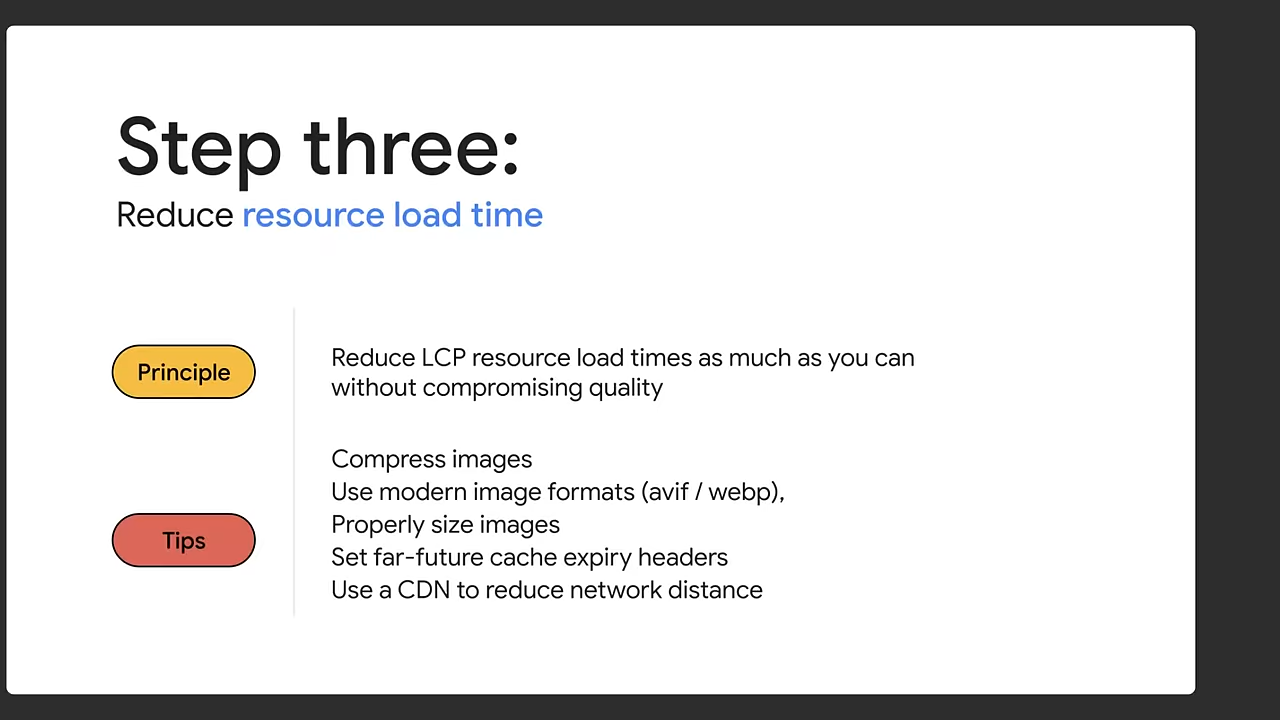 Step three:
Reduce resource load time
Principle
Reduce LCP resource load times as much as you can
without compromising quality
Tips
Compress images
Use modern image formats (avif / webp),
Properly size images
Set far-future cache expiry headers
Use a CDN to reduce network distance